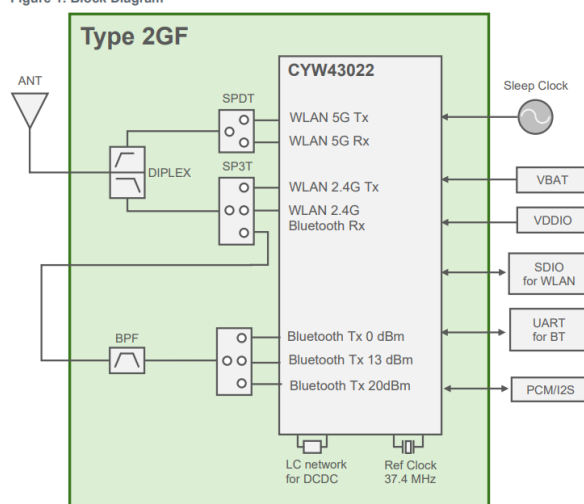 Figure 1: Block Diagram
Type 2GF
ANT
CYW43022
Sleep Clock
SPDT
WLAN 5G Tx
WLAN 5G Rx
DIPLEX
SP3T
WLAN 2.4G Tx
WLAN 2.4G
Bluetooth Rx
VBAT
VDDIO
SDIO
for WLAN
UART
for BT
BPF
Bluetooth Tx 0 dBm
Bluetooth Tx 13 dBm
Bluetooth Tx 20dBm
PCM/I2S
LC network
for DCDC
Ref Clock
37.4 MHz